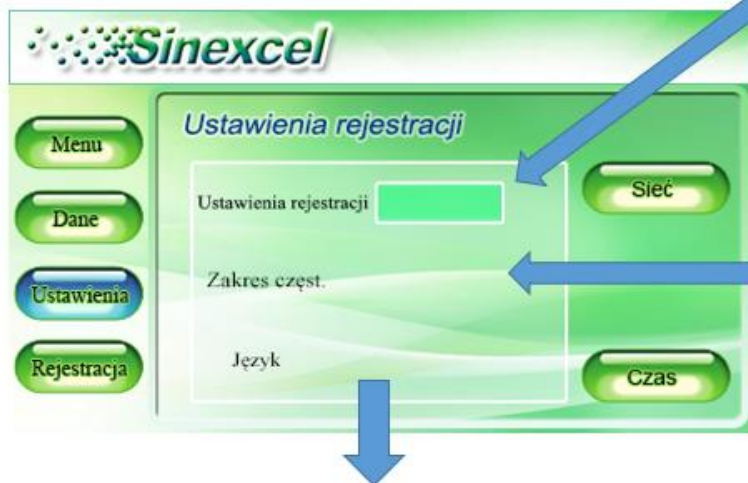 Sinexcel
Menu
Dane
Ustawienia
Rejestracja
Ustawienia rejestracji
Ustawienia rejestracji
Zakres częst.
Język
Sieć
Czas